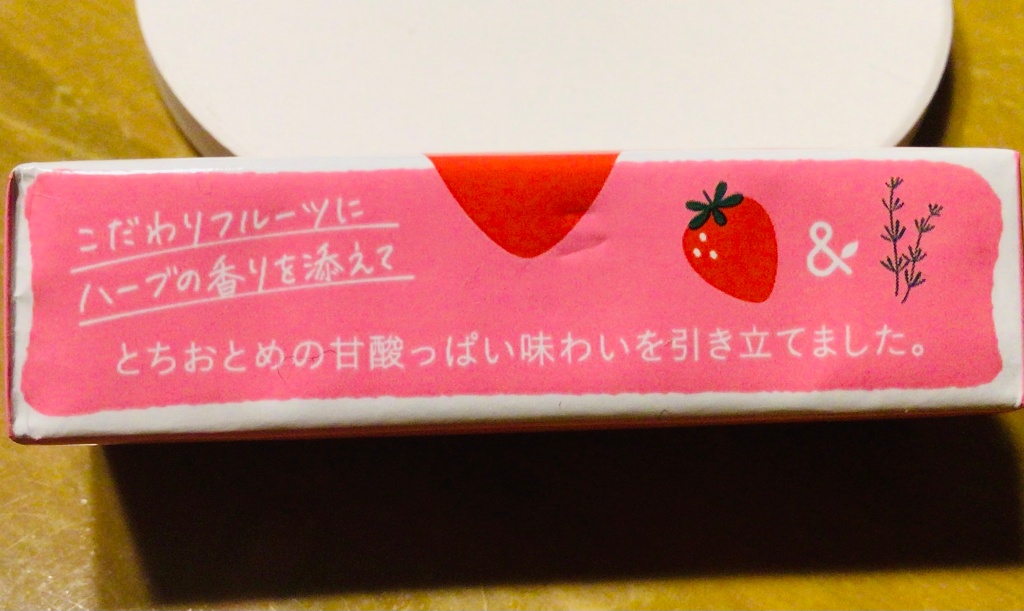 こだわりフルーツに
ハーブの香りを添えて
&
とちおとめの甘酸っぱい味わいを引き立てました。